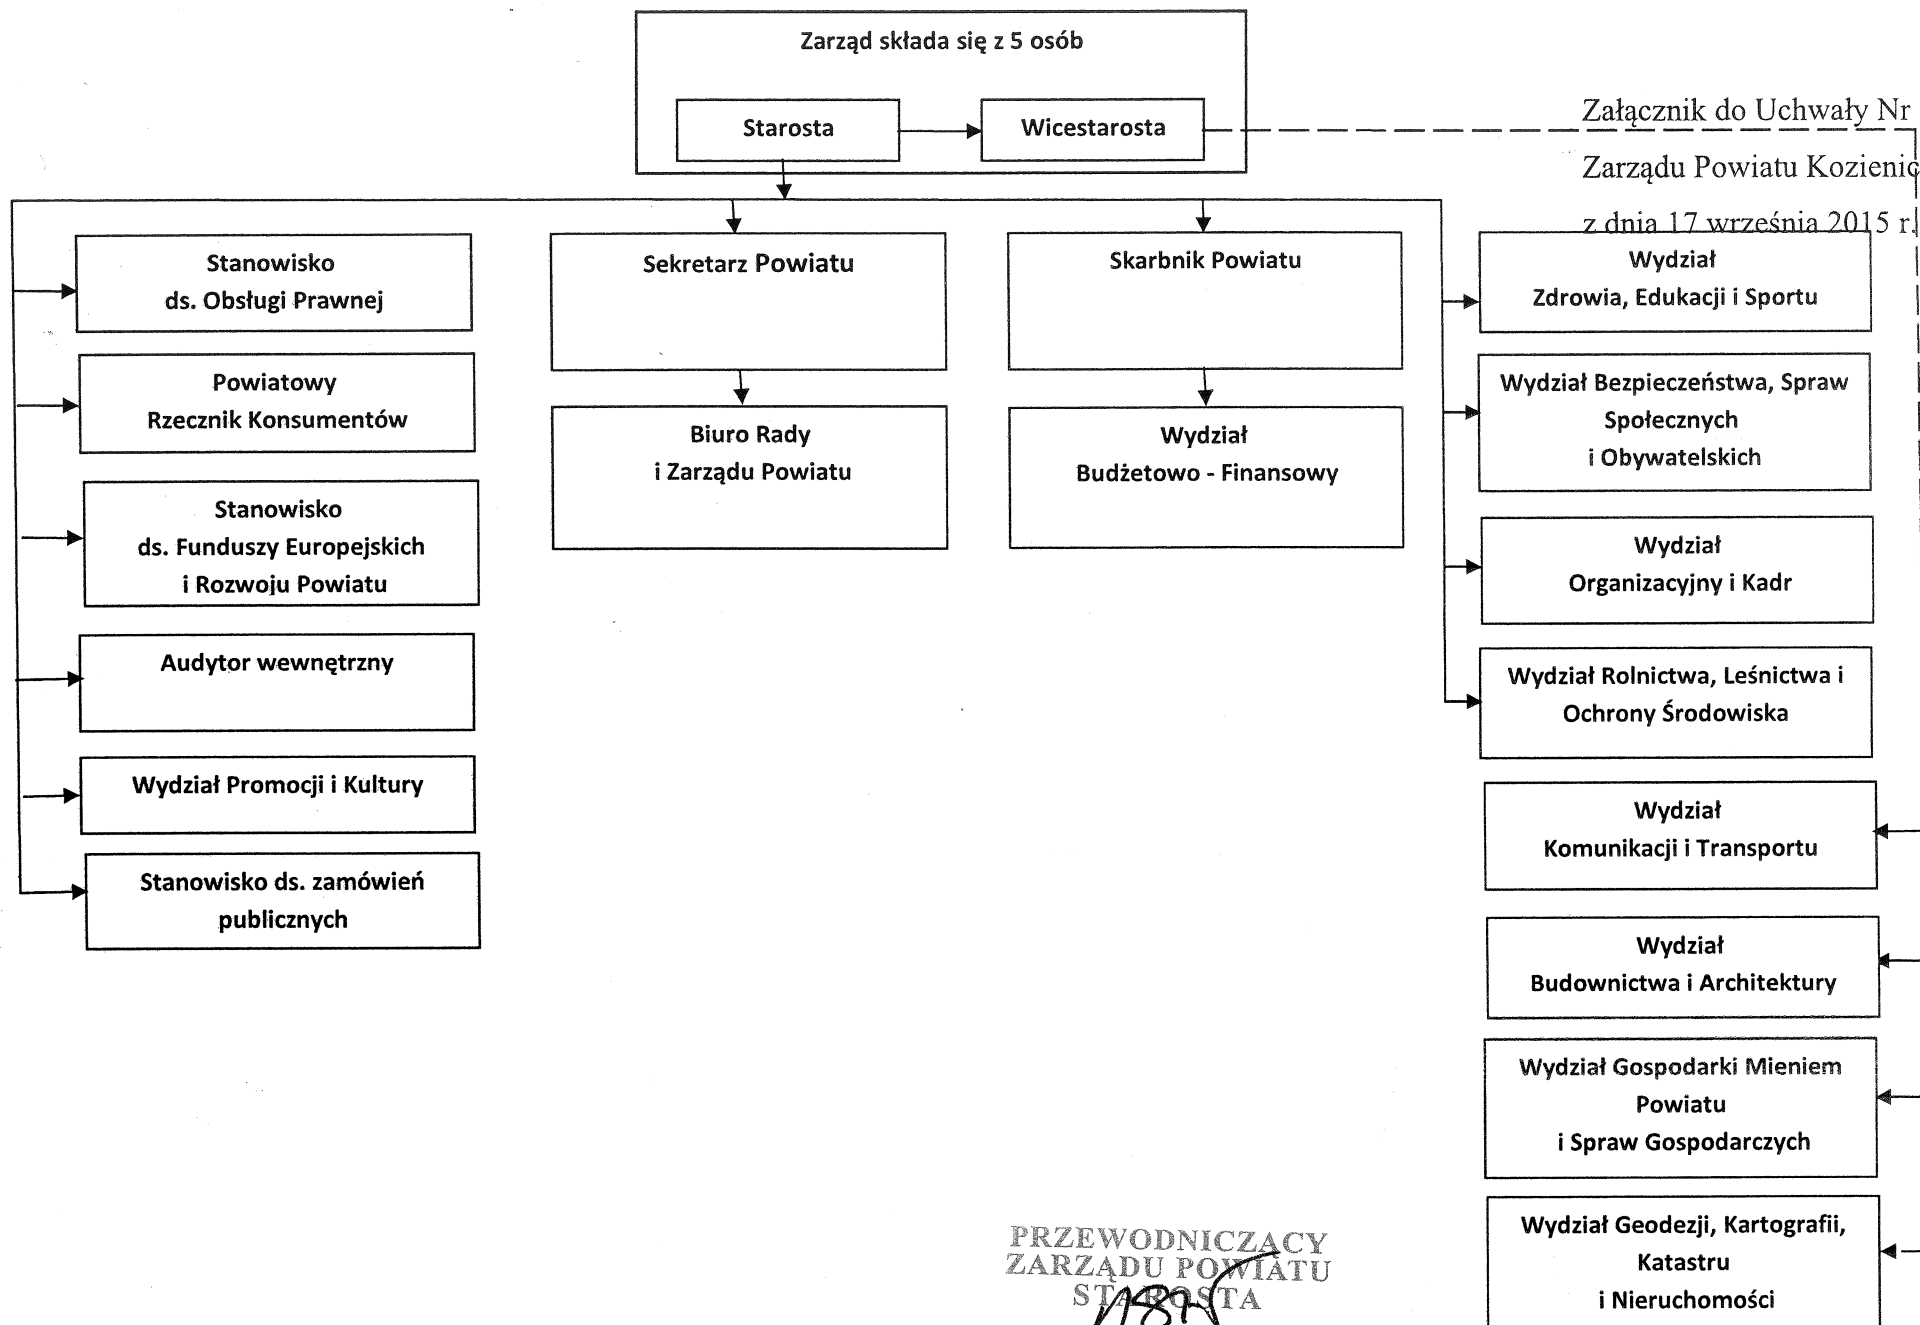 Zarząd składa się z 5 osób
Starosta
Wicestarosta
Załącznik do Uchwały Nr
Zarządu Powiatu Kozienic
z dnia 17 września 2015 r.
Stanowisko
ds. Obsługi Prawnej
Powiatowy
Rzecznik Konsumentów
Stanowisko
ds. Funduszy Europejskich
i Rozwoju Powiatu
Audytor wewnętrzny
Wydział Promocji i Kultury
Stanowisko ds. zamówień
publicznych
Sekretarz Powiatu
Biuro Rady
i Zarządu Powiatu
Skarbnik Powiatu
Wydział
Budżetowo - Finansowy
Wydział
Zdrowia, Edukacji i Sportu
Wydział Bezpieczeństwa, Spraw
Społecznych
i Obywatelskich
Wydział
Organizacyjny i Kadr
Wydział Rolnictwa, Leśnictwa i
Ochrony Środowiska
Wydział
Komunikacji i Transportu
Wydział
Budownictwa i Architektury
Wydział Gospodarki Mieniem
Powiatu
i Spraw Gospodarczych
Wydział Geodezji, Kartografii,
Katastru
i Nieruchomości
PRZEWODNICZĄCY
ZARZĄDU POWIATU
STAROSTA